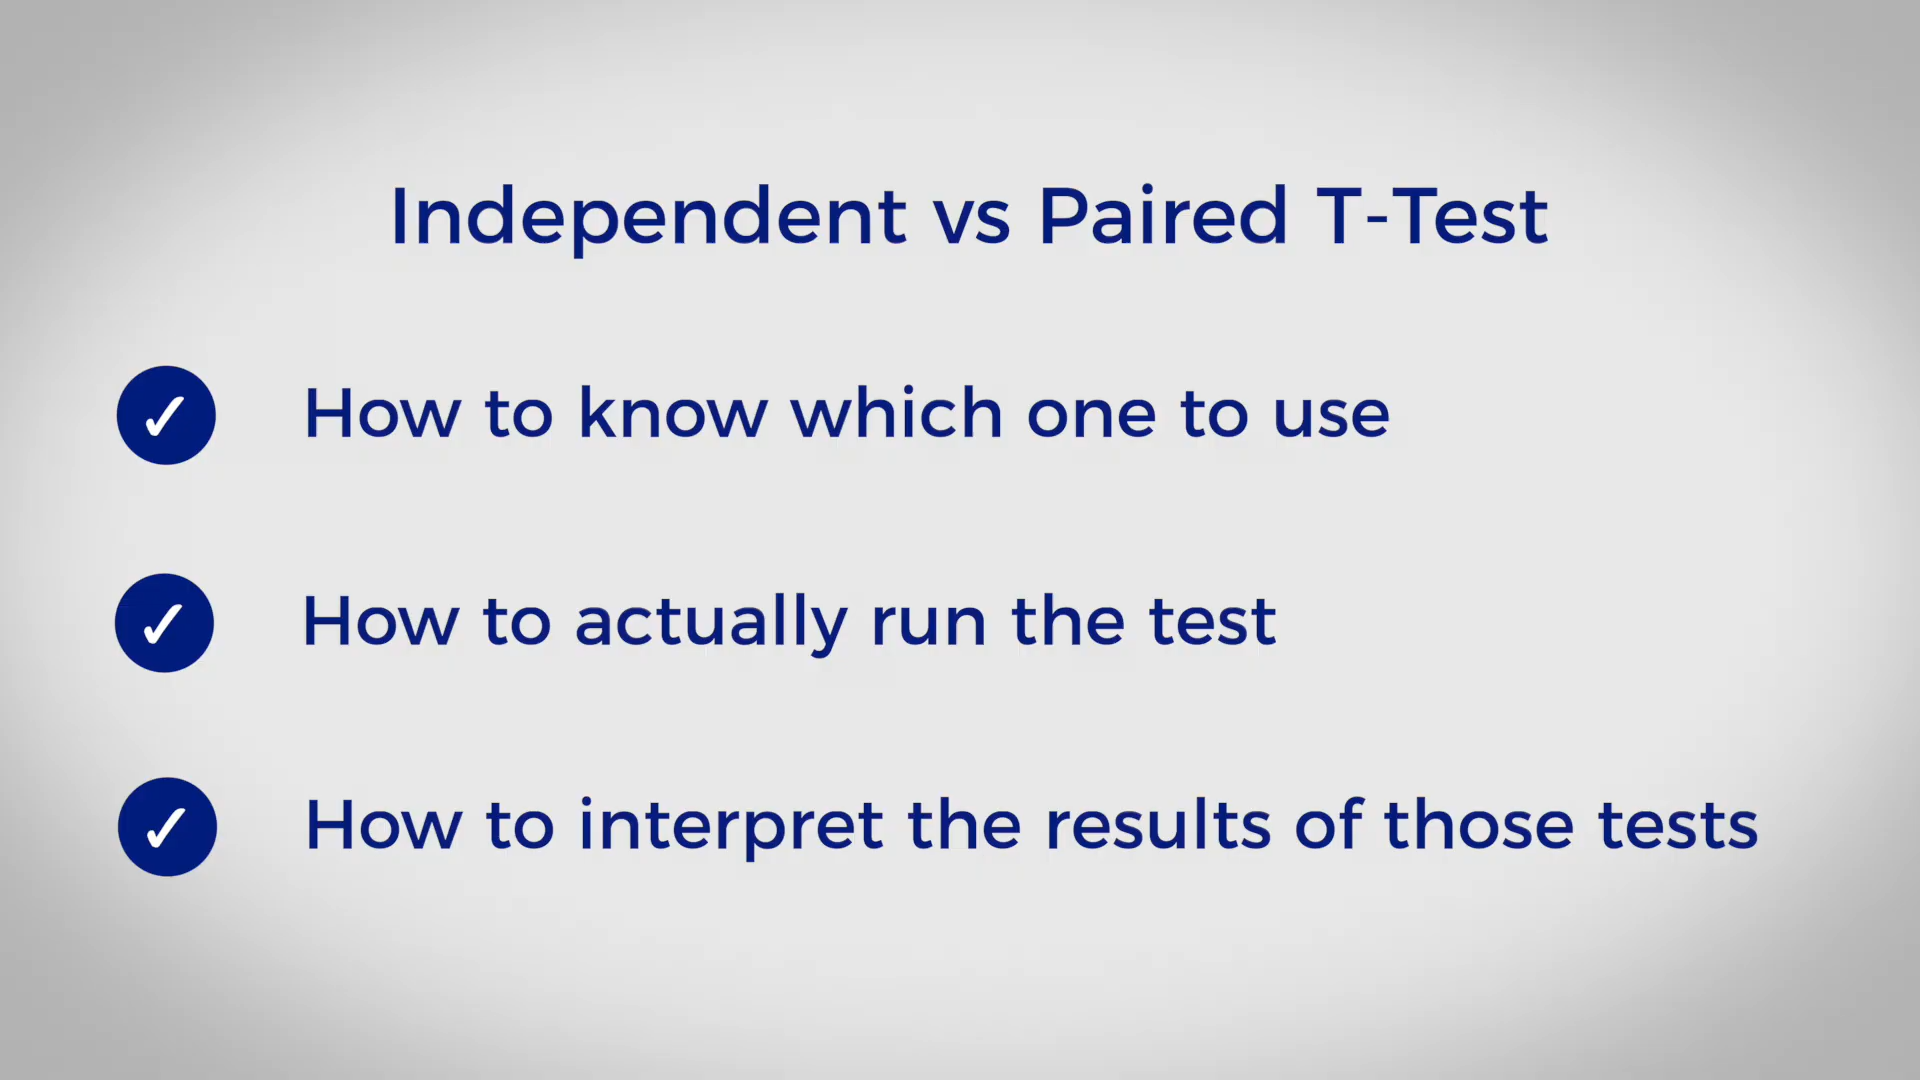 Independent vs Paired T-Test
✓ How to know which one to use
✓ How to actually run the test
✓ How to interpret the results of those tests